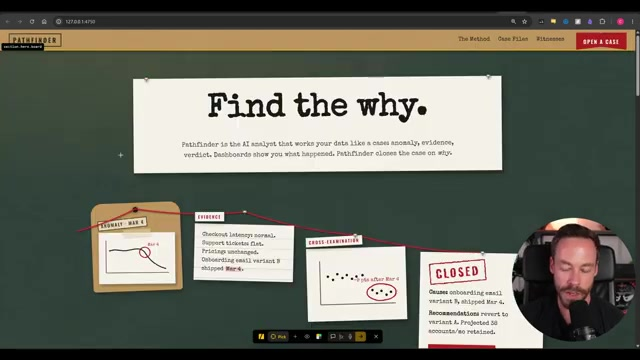 127.0.0.1:4750
PATHFINDER
The Method
Case Files
Witnesses
OPEN A CASE
section.hero.board
Find the why.
Pathfinder is the AI analyst that works your data like a case: anomaly, evidence,
verdict. Dashboards show you what happened. Pathfinder closes the case on why.
ANOMALY · MAR 4
Mar 4
EVIDENCE
Checkout latency: normal.
Support tickets: flat.
Pricing: unchanged.
Onboarding email variant B
shipped Mar 4.
CROSS-EXAMINATION
pts after Mar 4
CLOSED
Cause: onboarding email
variant B, shipped Mar 4.
Recommendation: revert to
variant A. Projected 38
accounts/mo retained.
Pick